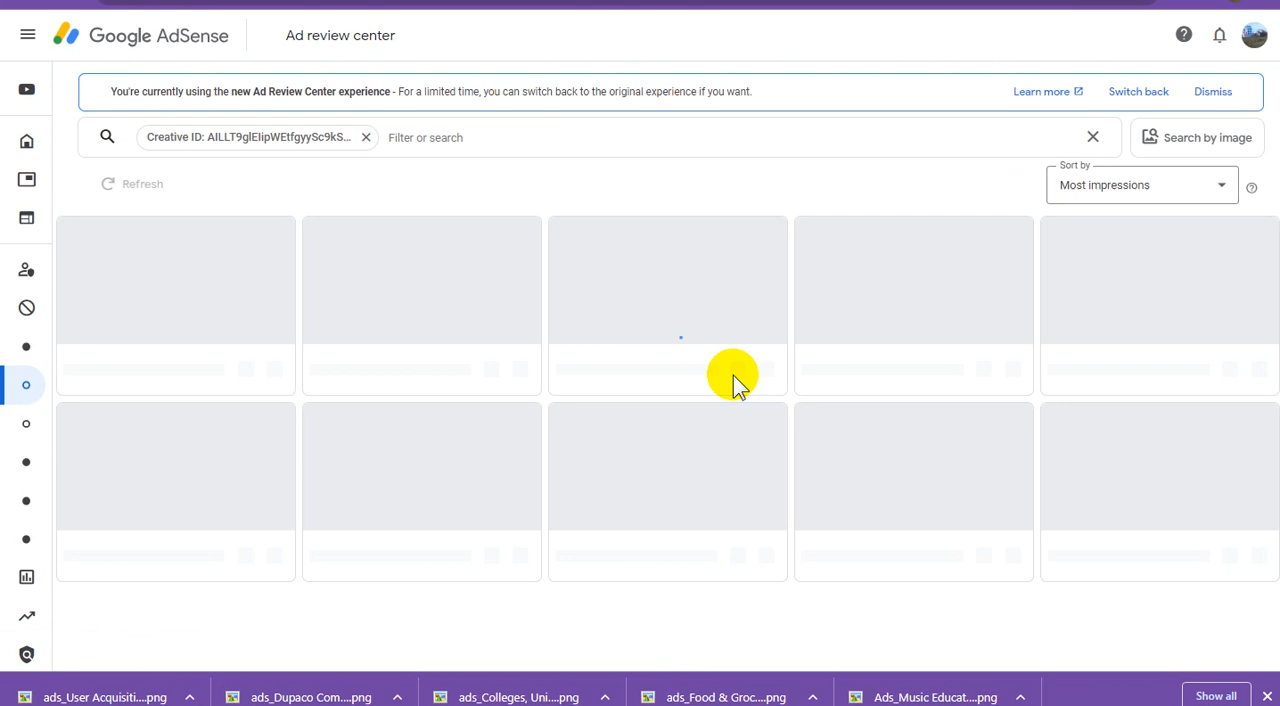 Google AdSense
Ad review center
You're currently using the new Ad Review Center experience - For a limited time, you can switch back to the original experience if you want.
Learn more
Switch back
Dismiss
Creative ID: AILLT9glEIipWEtfgyySc9kS...
Filter or search
Search by image
Refresh
Sort by
Most impressions
ads_User Acquisiti....png
ads_Dupaco Com....png
ads_Colleges, Uni....png
ads_Food & Groc....png
Ads_Music Educat....png
Show all